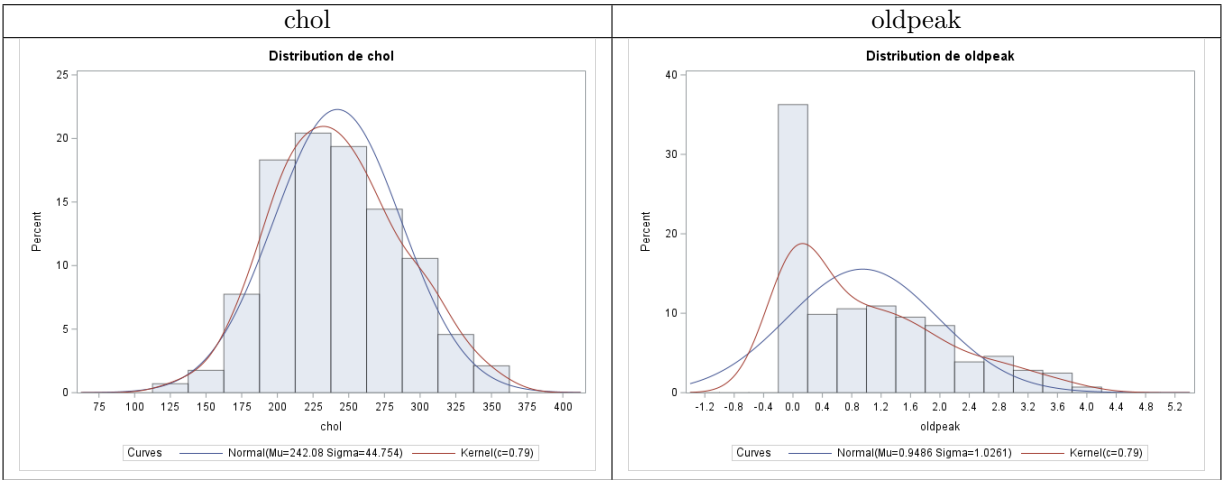 chol
oldpeak
Distribution de chol
25
20
15
10
5
0
Percent
75 100 125 150 175 200 225 250 275 300 325 350 375 400
chol
Curves Normal(Mu=242.08 Sigma=44.754) Kernel(c=0.79)
Distribution de oldpeak
40
30
20
10
0
Percent
-1.2 -0.8 -0.4 0.0 0.4 0.8 1.2 1.6 2.0 2.4 2.8 3.2 3.6 4.0 4.4 4.8 5.2
oldpeak
Curves Normal(Mu=0.9486 Sigma=1.0261) Kernel(c=0.79)